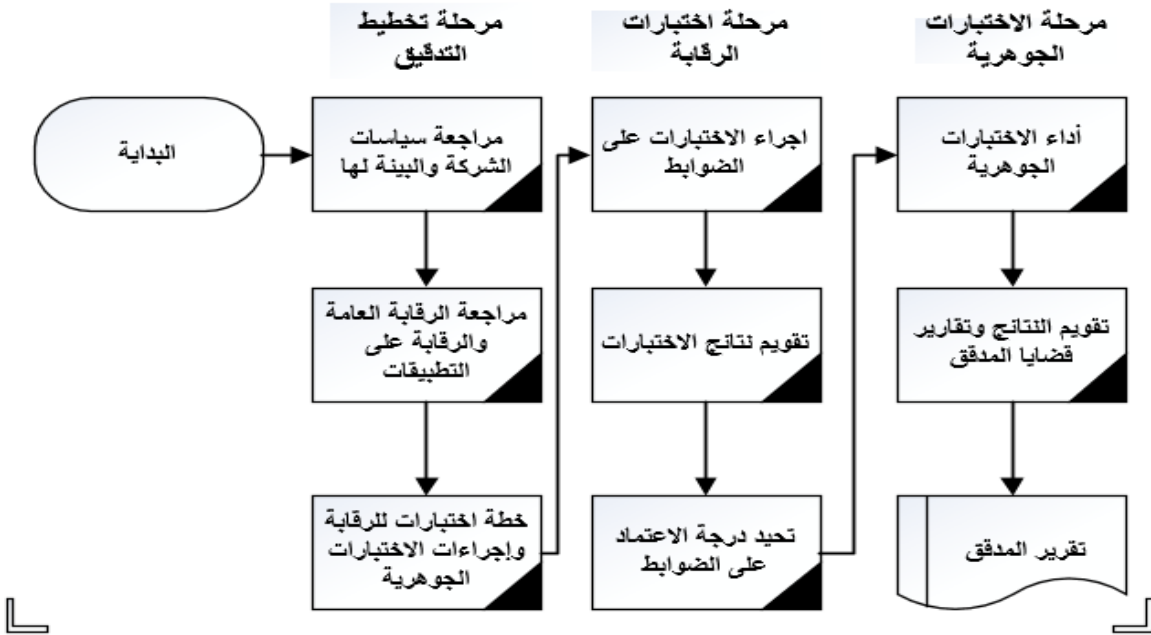 مرحلة تخطيط
التدقيق
مرحلة اختبارات
الرقابة
مرحلة الاختبارات
الجوهرية
البداية
مراجعة سياسات
الشركة والبيئة لها
مراجعة الرقابة العامة
والرقابة على
التطبيقات
خطة اختبارات للرقابة
وإجراءات الاختبارات
الجوهرية
اجراء الاختبارات على
الضوابط
تقويم نتائج الاختبارات
تحيد درجة الاعتماد
على الضوابط
أداء الاختبارات
الجوهرية
تقويم النتائج وتقارير
قضايا المدقق
تقرير المدقق